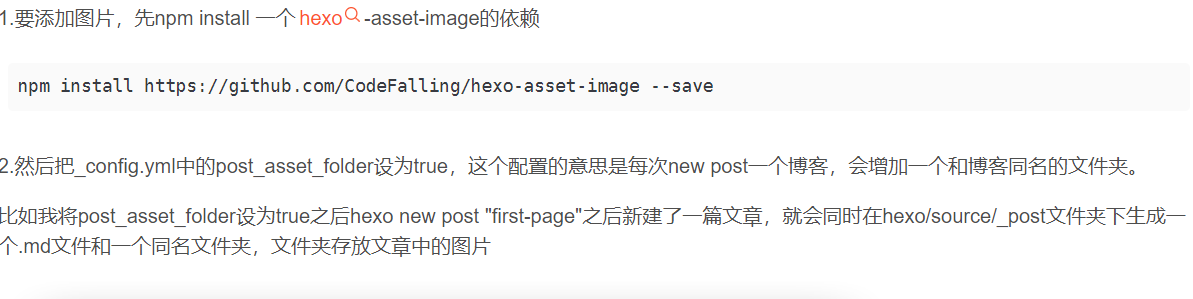 1.要添加图片，先npm install 一个 hexo -asset-image的依赖
npm install https://github.com/CodeFalling/hexo-asset-image --save
2.然后把_config.yml中的post_asset_folder设为true，这个配置的意思是每次new post一个博客，会增加一个和博客同名的文件夹。
比如我将post_asset_folder设为true之后hexo new post "first-page"之后新建了一篇文章，就会同时在hexo/source/_post文件夹下生成一
个.md文件和一个同名文件夹，文件夹存放文章中的图片